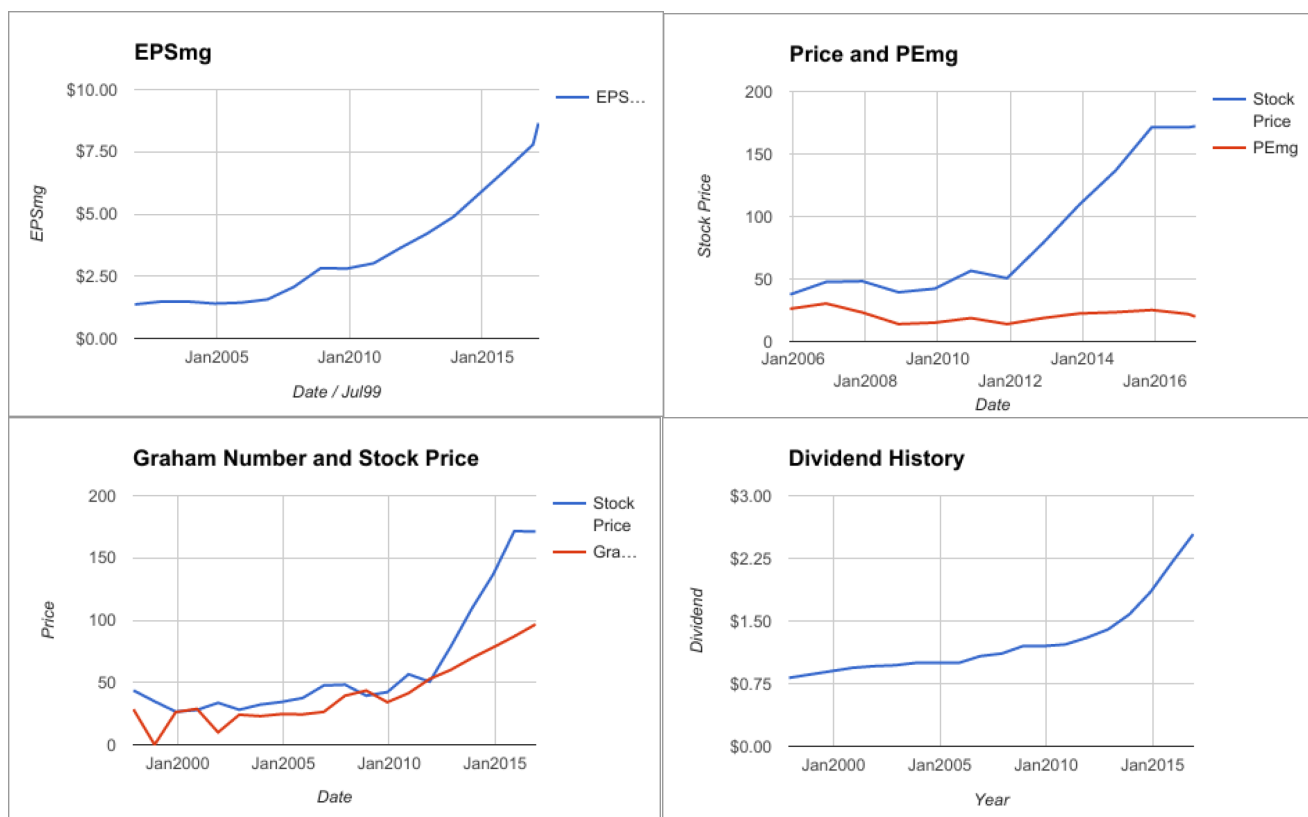 EPSmg
$10.00
$7.50
$5.00
$2.50
$0.00
EPSmg
Jan2005
Jan2010
Jan2015
Date / Jul99
EPS…
Price and PEmg
200
150
100
50
0
Stock Price
Jan2006
Jan2008
Jan2010
Jan2012
Jan2014
Jan2016
Date
Stock
Price
PEmg
Graham Number and Stock Price
200
150
100
50
0
Price
Jan2000
Jan2005
Jan2010
Jan2015
Date
Stock
Price
Gra…
Dividend History
$3.00
$2.25
$1.50
$0.75
$0.00
Dividend
Jan2000
Jan2005
Jan2010
Jan2015
Year